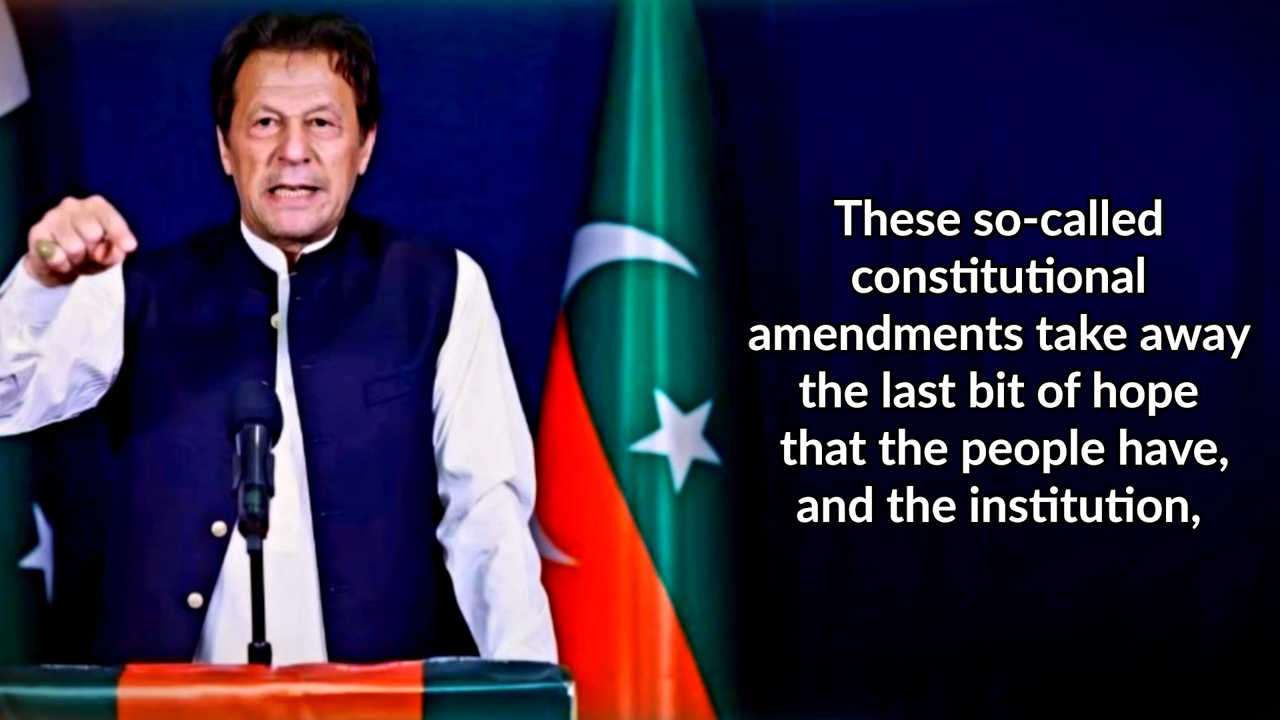 These so-called
constitutional
amendments take away
the last bit of hope
that the people have,
and the institution,